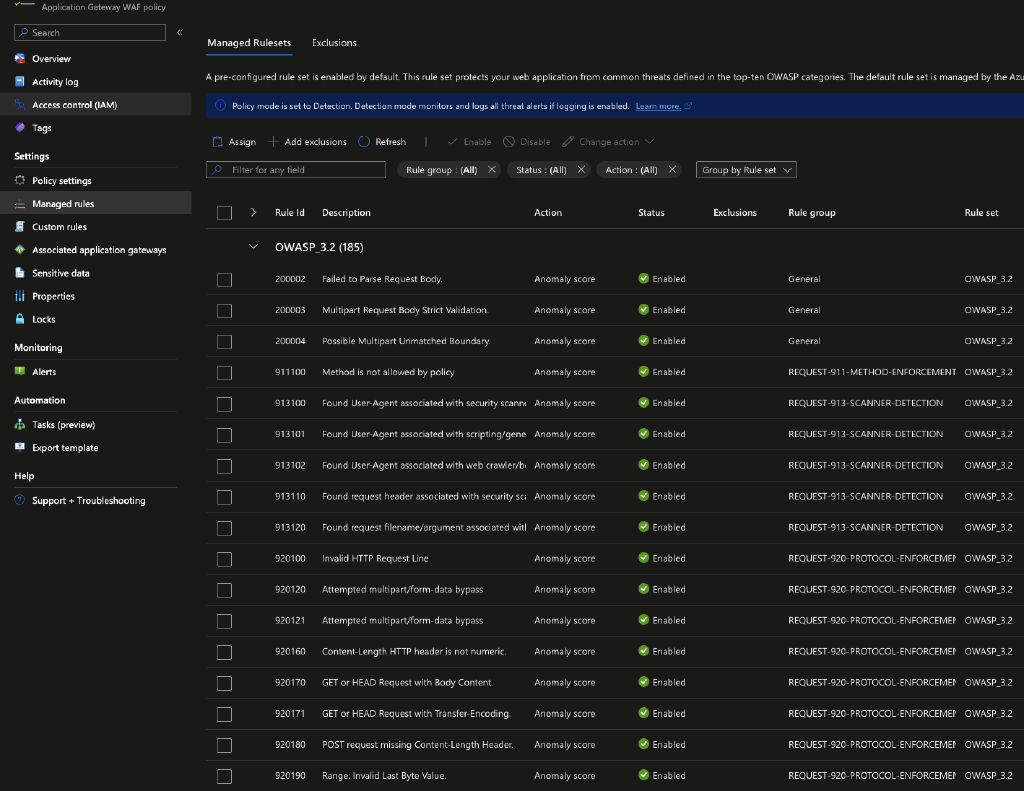 Application Gateway WAF policy
Search
«
Overview
Activity log
Access control (IAM)
Tags
Settings
Policy settings
Managed rules
Custom rules
Associated application gateways
Sensitive data
Properties
Locks
Monitoring
Alerts
Automation
Tasks (preview)
Export template
Help
Support + Troubleshooting
Managed Rulesets Exclusions
A pre-configured rule set is enabled by default. This rule set protects your web application from common threats defined in the top-ten OWASP categories. The default rule set is managed by the Azu
Policy mode is set to Detection. Detection mode monitors and logs all threat alerts if logging is enabled. Learn more.
Assign Add exclusions Refresh Enable Disable Change action
Filter for any field Rule group : (All) Status : (All) Action : (All) Group by Rule set
Rule Id Description Action Status Exclusions Rule group Rule set
OWASP_3.2 (185)
200002 Failed to Parse Request Body. Anomaly score Enabled General OWASP_3.2
200003 Multipart Request Body Strict Validation. Anomaly score Enabled General OWASP_3.2
200004 Possible Multipart Unmatched Boundary. Anomaly score Enabled General OWASP_3.2
911100 Method is not allowed by policy Anomaly score Enabled REQUEST-911-METHOD-ENFORCEMENT OWASP_3.2
913100 Found User-Agent associated with security scann Anomaly score Enabled REQUEST-913-SCANNER-DETECTION OWASP_3.2
913101 Found User-Agent associated with scripting/gene Anomaly score Enabled REQUEST-913-SCANNER-DETECTION OWASP_3.2
913102 Found User-Agent associated with web crawler/b Anomaly score Enabled REQUEST-913-SCANNER-DETECTION OWASP_3.2
913110 Found request header associated with security sc Anomaly score Enabled REQUEST-913-SCANNER-DETECTION OWASP_3.2
913120 Found request filename/argument associated wit Anomaly score Enabled REQUEST-913-SCANNER-DETECTION OWASP_3.2
920100 Invalid HTTP Request Line Anomaly score Enabled REQUEST-920-PROTOCOL-ENFORCEMEN OWASP_3.2
920120 Attempted multipart/form-data bypass Anomaly score Enabled REQUEST-920-PROTOCOL-ENFORCEMEN OWASP_3.2
920121 Attempted multipart/form-data bypass Anomaly score Enabled REQUEST-920-PROTOCOL-ENFORCEMEN OWASP_3.2
920160 Content-Length HTTP header is not numeric. Anomaly score Enabled REQUEST-920-PROTOCOL-ENFORCEMEN OWASP_3.2
920170 GET or HEAD Request with Body Content. Anomaly score Enabled REQUEST-920-PROTOCOL-ENFORCEMEN OWASP_3.2
920171 GET or HEAD Request with Transfer-Encoding. Anomaly score Enabled REQUEST-920-PROTOCOL-ENFORCEMEN OWASP_3.2
920180 POST request missing Content-Length Header. Anomaly score Enabled REQUEST-920-PROTOCOL-ENFORCEMEN OWASP_3.2
920190 Range: Invalid Last Byte Value. Anomaly score Enabled REQUEST-920-PROTOCOL-ENFORCEMEN OWASP_3.2